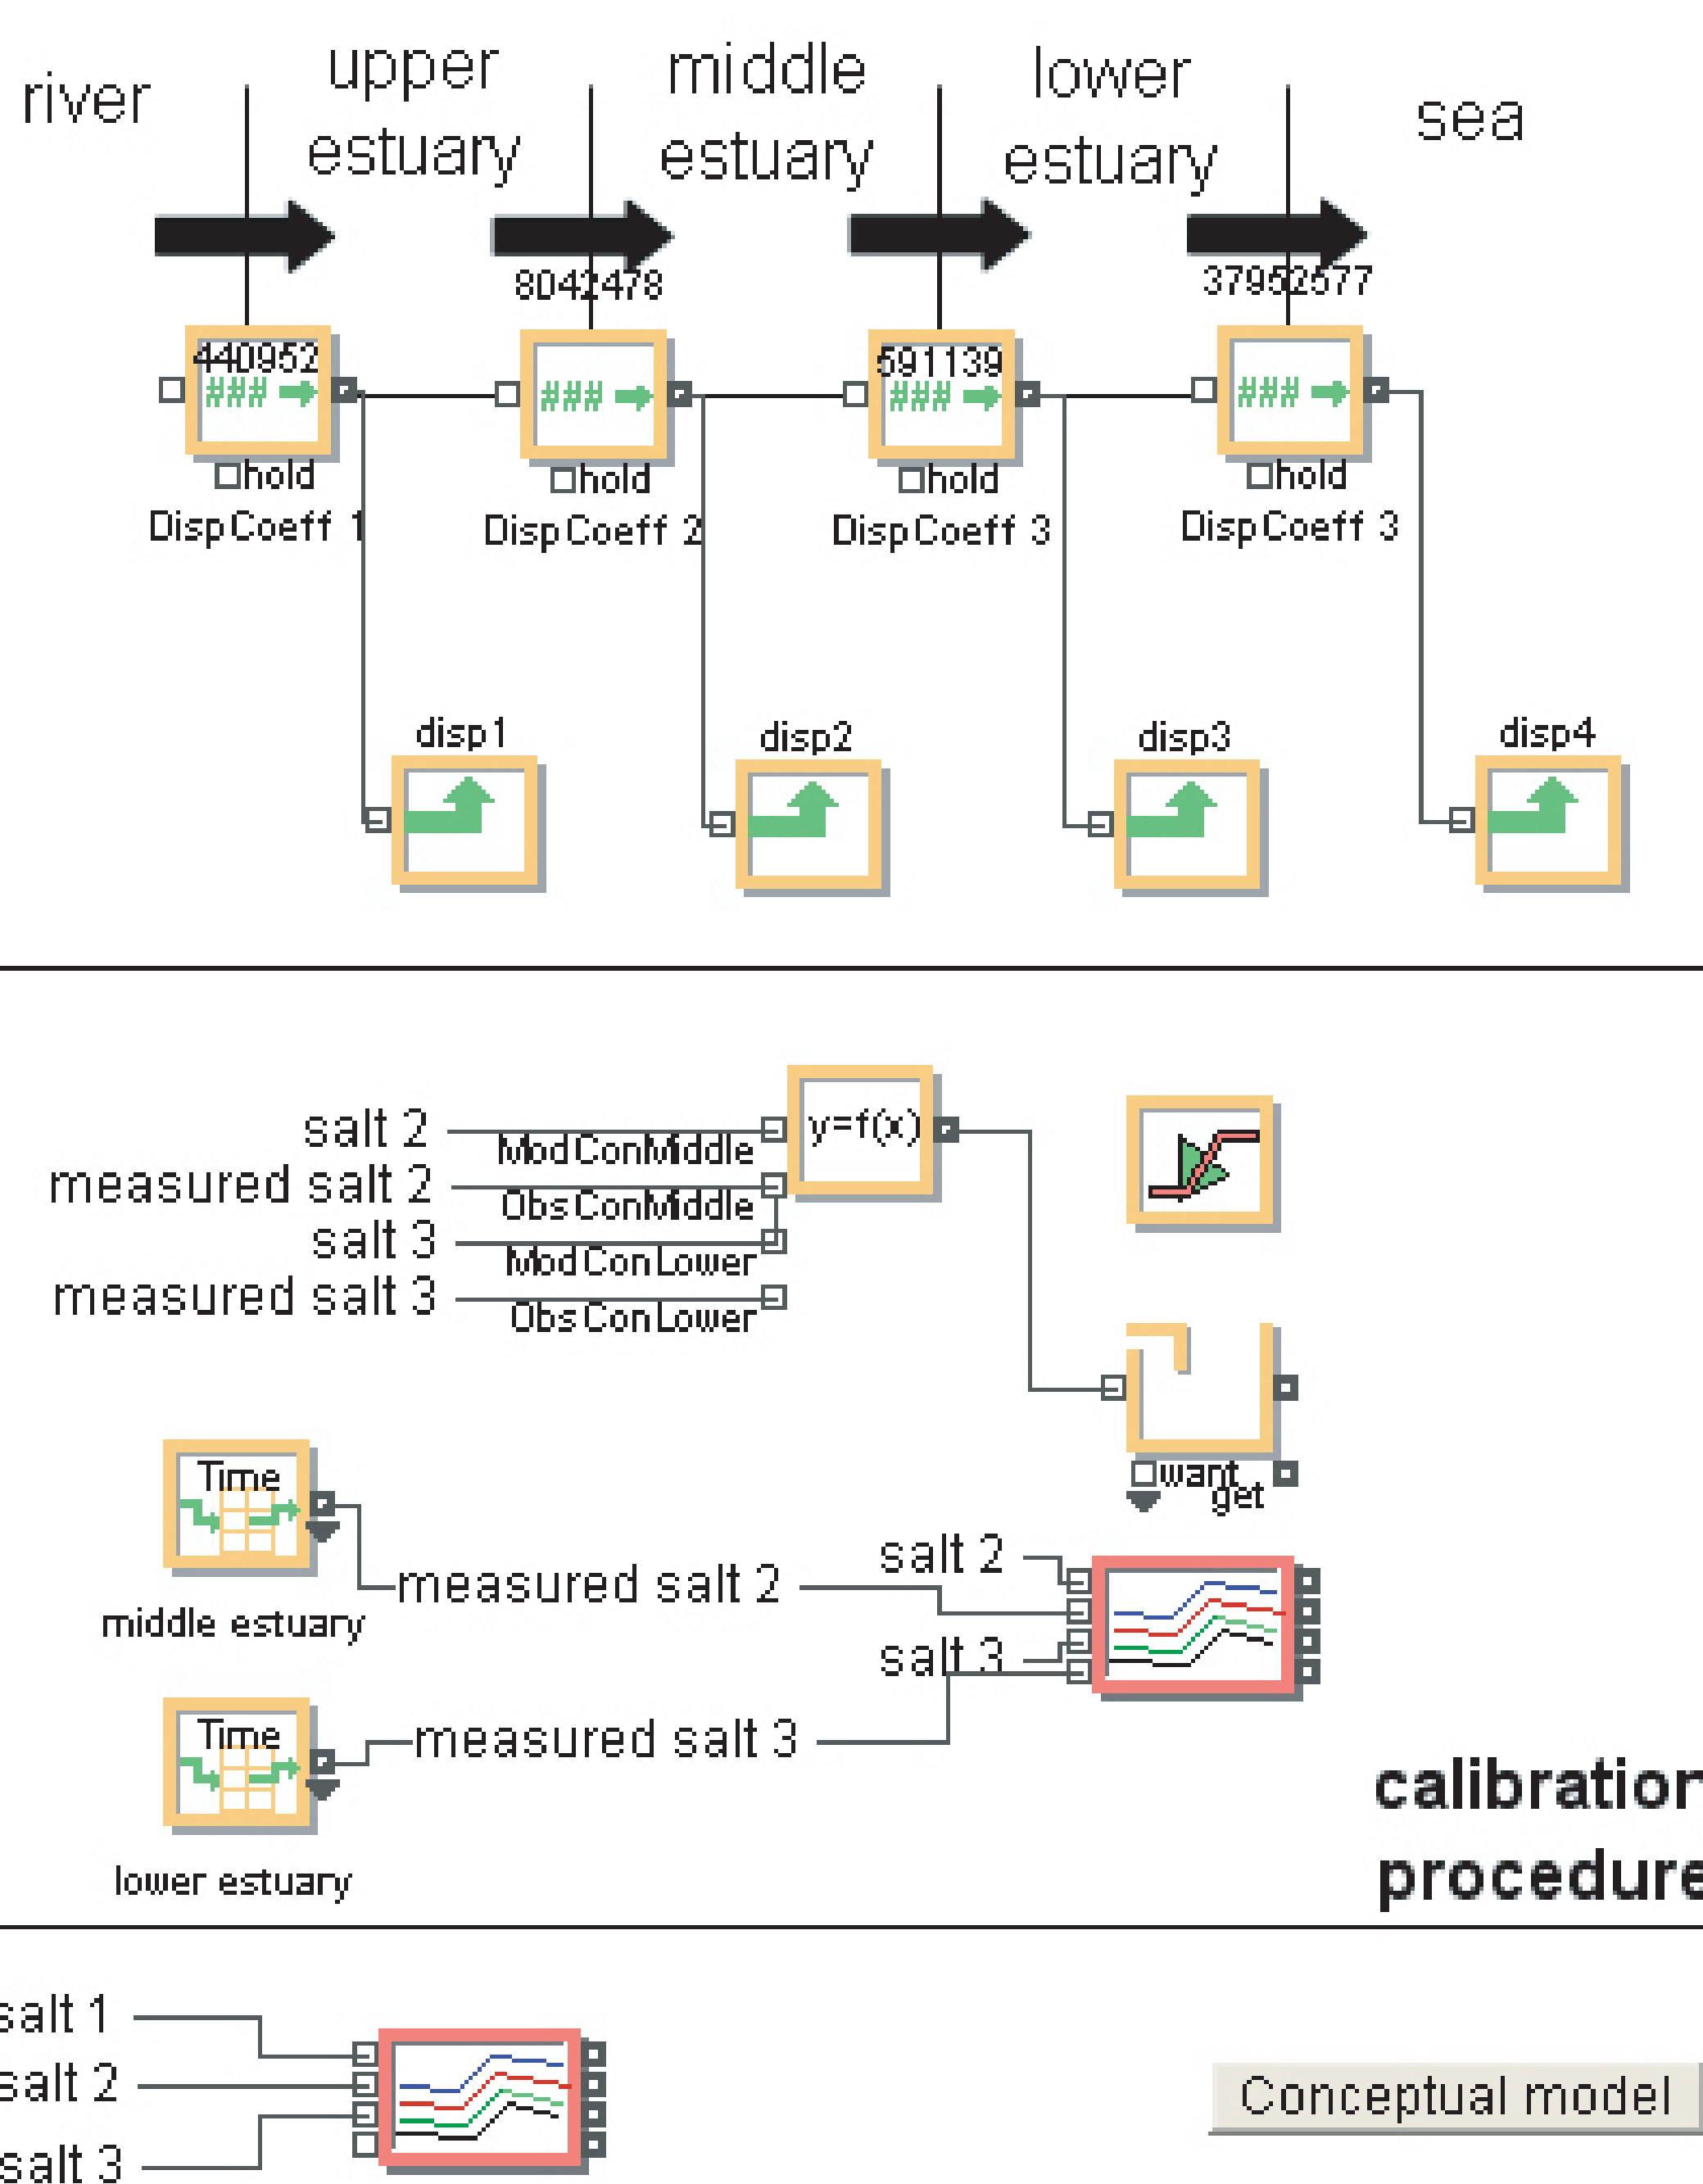 river
upper
estuary
middle
estuary
lower
estuary
sea
8042478
37952577
440952
###
###
591139
###
###
hold
hold
hold
hold
DispCoeff 1
DispCoeff 2
DispCoeff 3
DispCoeff 3
disp1
disp2
disp3
disp4
y=f(x)
salt 2
ModConMiddle
measured salt 2
ObsConMiddle
salt 3
ModConLower
measured salt 3
ObsConLower
Time
want
get
middle estuary
measured salt 2
salt 2
salt 3
Time
measured salt 3
lower estuary
calibration
procedure
salt 1
salt 2
salt 3
Conceptual model